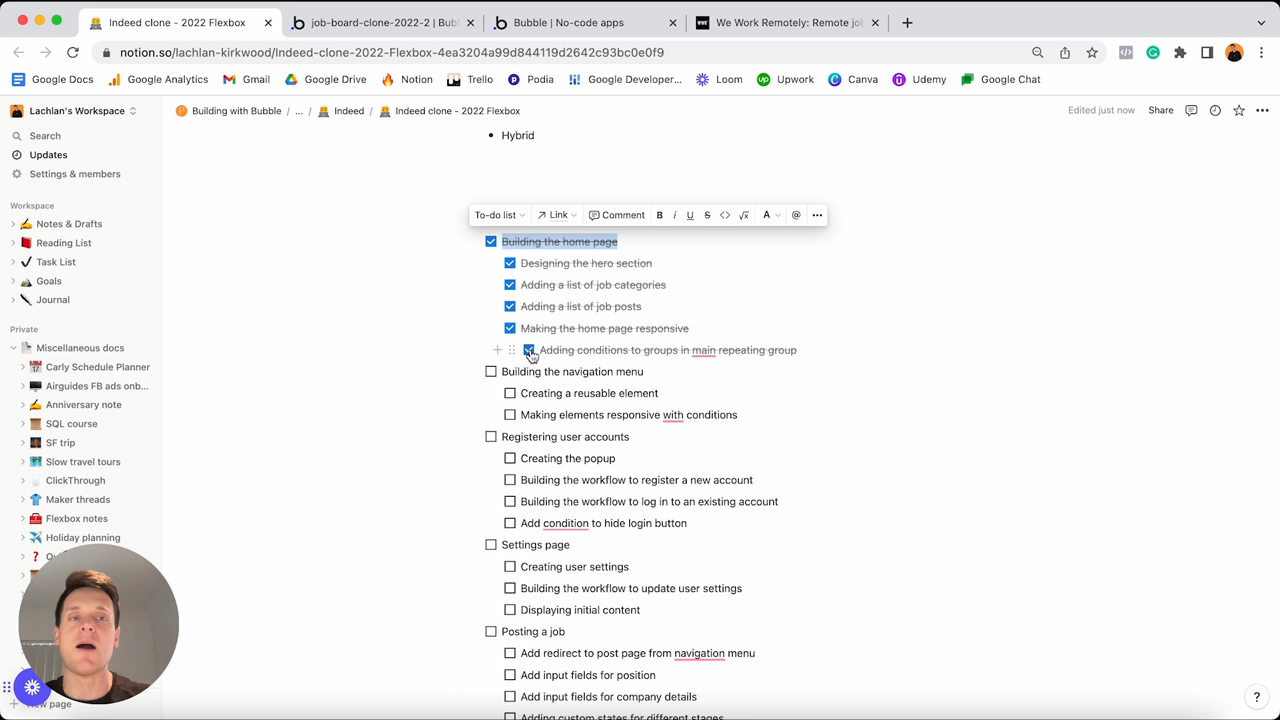 Indeed clone - 2022 Flexbox
job-board-clone-2022-2 | Bubb
Bubble | No-code apps
We Work Remotely: Remote jo
notion.so/lachlan-kirkwood/Indeed-clone-2022-Flexbox-4ea3204a99d844119d2642c93bc0e0f9
Google Docs
Google Analytics
Gmail
Google Drive
Notion
Trello
Podia
Google Developer...
Loom
Upwork
Canva
Udemy
Google Chat
Lachlan's Workspace
Building with Bubble / ... / Indeed / Indeed clone - 2022 Flexbox
Edited just now
Share
Search
Updates
Settings & members
Workspace
Notes & Drafts
Reading List
Task List
Goals
Journal
Private
Miscellaneous docs
Carly Schedule Planner
Airguides FB ads onb...
Anniversary note
SQL course
SF trip
Slow travel tours
ClickThrough
Maker threads
Flexbox notes
Holiday planning
New page
• Hybrid
To-do list
Link
Comment
B i U S <> √x A @ •••
Building the home page
Designing the hero section
Adding a list of job categories
Adding a list of job posts
Making the home page responsive
Adding conditions to groups in main repeating group
Building the navigation menu
Creating a reusable element
Making elements responsive with conditions
Registering user accounts
Creating the popup
Building the workflow to register a new account
Building the workflow to log in to an existing account
Add condition to hide login button
Settings page
Creating user settings
Building the workflow to update user settings
Displaying initial content
Posting a job
Add redirect to post page from navigation menu
Add input fields for position
Add input fields for company details
Adding custom states for different stages
?